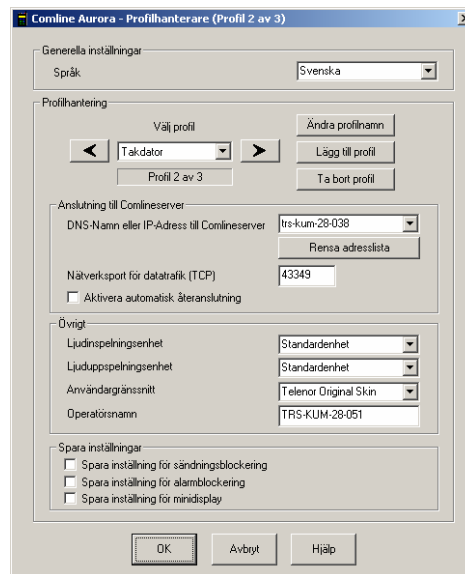 Comline Aurora - Profilhanterare (Profil 2 av 3)
Generella inställningar
Språk
Svenska
Profilhantering
Välj profil
Takdator
Profil 2 av 3
Ändra profilnamn
Lägg till profil
Ta bort profil
Anslutning till Comlineserver
DNS-Namn eller IP-Adress till Comlineserver
trs-kum-28-038
Rensa adresslista
Nätverksport för datatrafik (TCP)
43349
Aktivera automatisk återanslutning
Övrigt
Ljudinspelningsenhet
Standardenhet
Ljuduppspelningsenhet
Standardenhet
Användargränssnitt
Telenor Original Skin
Operatörsnamn
TRS-KUM-28-051
Spara inställningar
Spara inställning för sändningsblockering
Spara inställning för alarmblockering
Spara inställning för minidisplay
OK
Avbryt
Hjälp